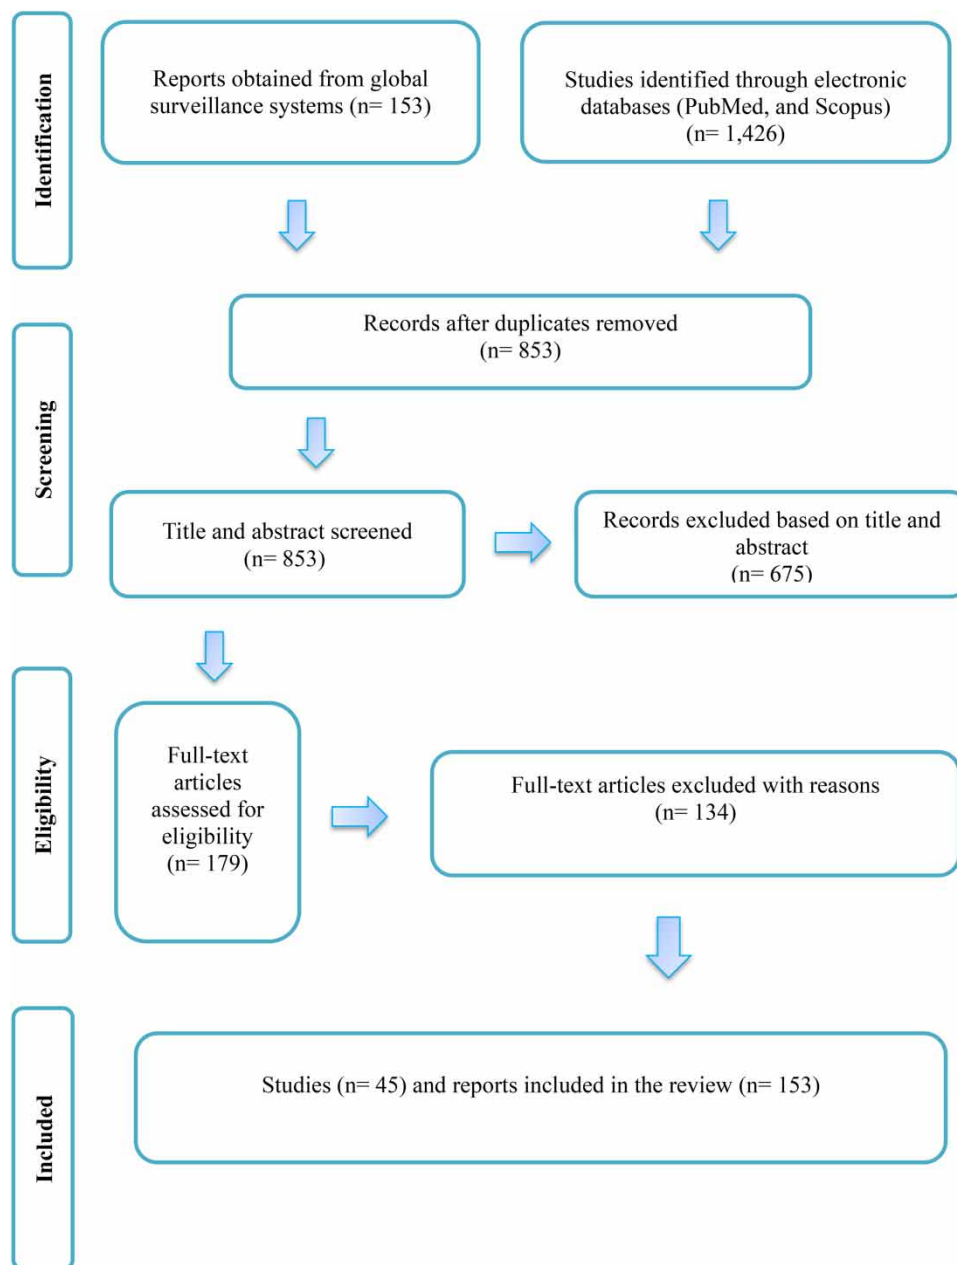 Identification
Reports obtained from global
surveillance systems (n= 153)
Studies identified through electronic
databases (PubMed, and Scopus)
(n= 1,426)
Screening
Records after duplicates removed
(n= 853)
Title and abstract screened
(n= 853)
Records excluded based on title and
abstract
(n= 675)
Eligibility
Full-text
articles
assessed for
eligibility
(n= 179)
Full-text articles excluded with reasons
(n= 134)
Included
Studies (n= 45) and reports included in the review (n= 153)